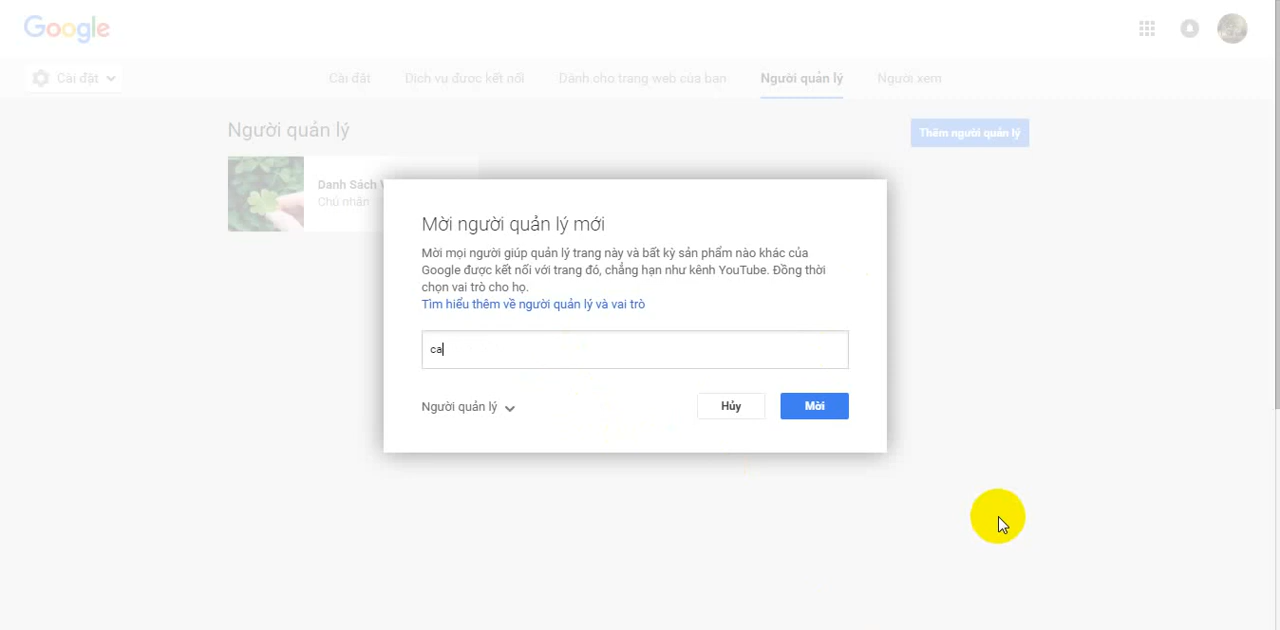 Google
Cài đặt
Cài đặt
Dịch vụ được kết nối
Dành cho trang web của bạn
Người quản lý
Người xem
Người quản lý
Thêm người quản lý
Danh Sách
Chủ nhân
Mời người quản lý mới
Mời mọi người giúp quản lý trang này và bất kỳ sản phẩm nào khác của
Google được kết nối với trang đó, chẳng hạn như kênh YouTube. Đồng thời
chọn vai trò cho họ.
Tìm hiểu thêm về người quản lý và vai trò
ca
Người quản lý
Hủy
Mời